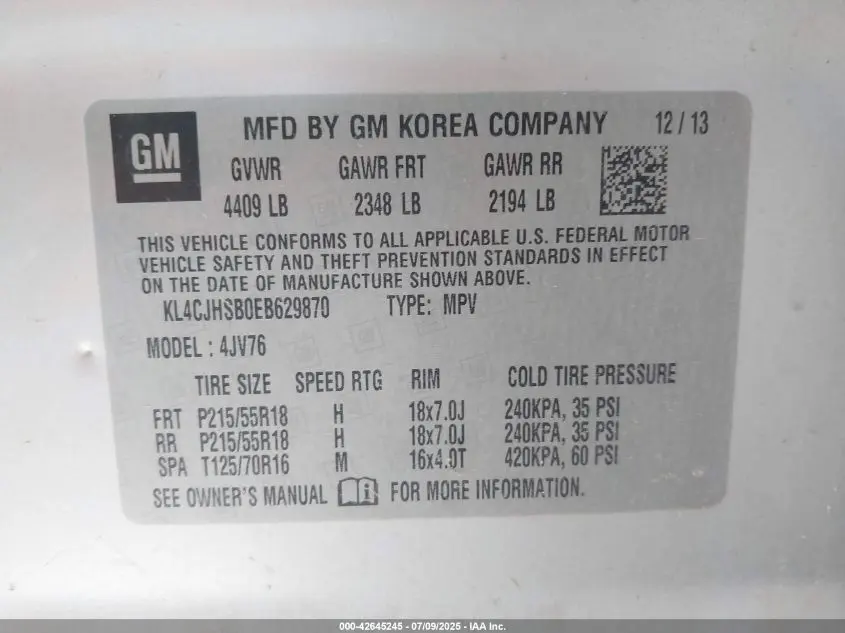 GM
MFD BY GM KOREA COMPANY 12 / 13
GVWR GAWR FRT GAWR RR
4409 LB 2348 LB 2194 LB
THIS VEHICLE CONFORMS TO ALL APPLICABLE U.S. FEDERAL MOTOR
VEHICLE SAFETY AND THEFT PREVENTION STANDARDS IN EFFECT
ON THE DATE OF MANUFACTURE SHOWN ABOVE.
KL4CJHSB0EB629870 TYPE: MPV
MODEL : 4JV76
TIRE SIZE SPEED RTG RIM COLD TIRE PRESSURE
FRT P215/55R18 H 18x7.0J 240KPA, 35 PSI
RR P215/55R18 H 18x7.0J 240KPA, 35 PSI
SPA T125/70R16 M 16x4.0T 420KPA, 60 PSI
SEE OWNER'S MANUAL i FOR MORE INFORMATION.
000-42645245 - 07/09/2025 - IAA Inc.